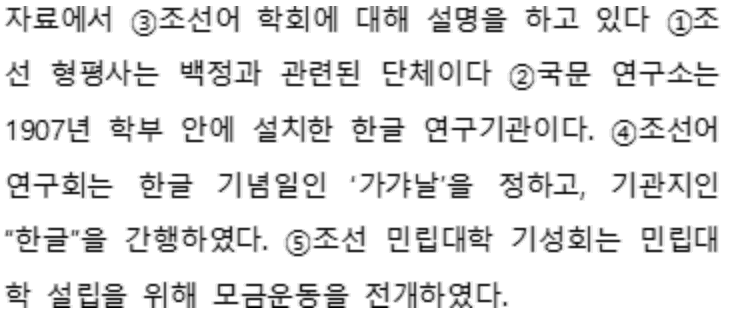 자료에서 ③조선어 학회에 대해 설명을 하고 있다 ①조
선 형평사는 백정과 관련된 단체이다 ②국문 연구소는
1907년 학부 안에 설치한 한글 연구기관이다. ④조선어
연구회는 한글 기념일인 ‘가갸날’을 정하고, 기관지인
“한글”을 간행하였다. ⑤조선 민립대학 기성회는 민립대
학 설립을 위해 모금운동을 전개하였다.